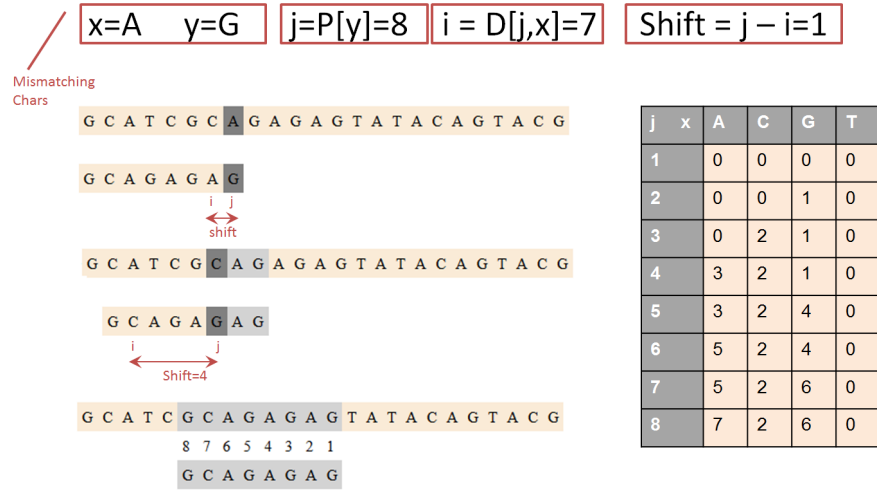 x=A y=G j=P[y]=8 i = D[j,x]=7 Shift = j – i=1
Mismatching
Chars
G C A T C G C A G A G A G T A T A C A G T A C G
G C A G A G A G
i j
shift
G C A T C G C A G A G A G T A T A C A G T A C G
G C A G A G A G
i j
Shift=4
G C A T C G C A G A G A G T A T A C A G T A C G
8 7 6 5 4 3 2 1
G C A G A G A G
j x A C G T
1 0 0 0 0
2 0 0 1 0
3 0 2 1 0
4 3 2 1 0
5 3 2 4 0
6 5 2 4 0
7 5 2 6 0
8 7 2 6 0